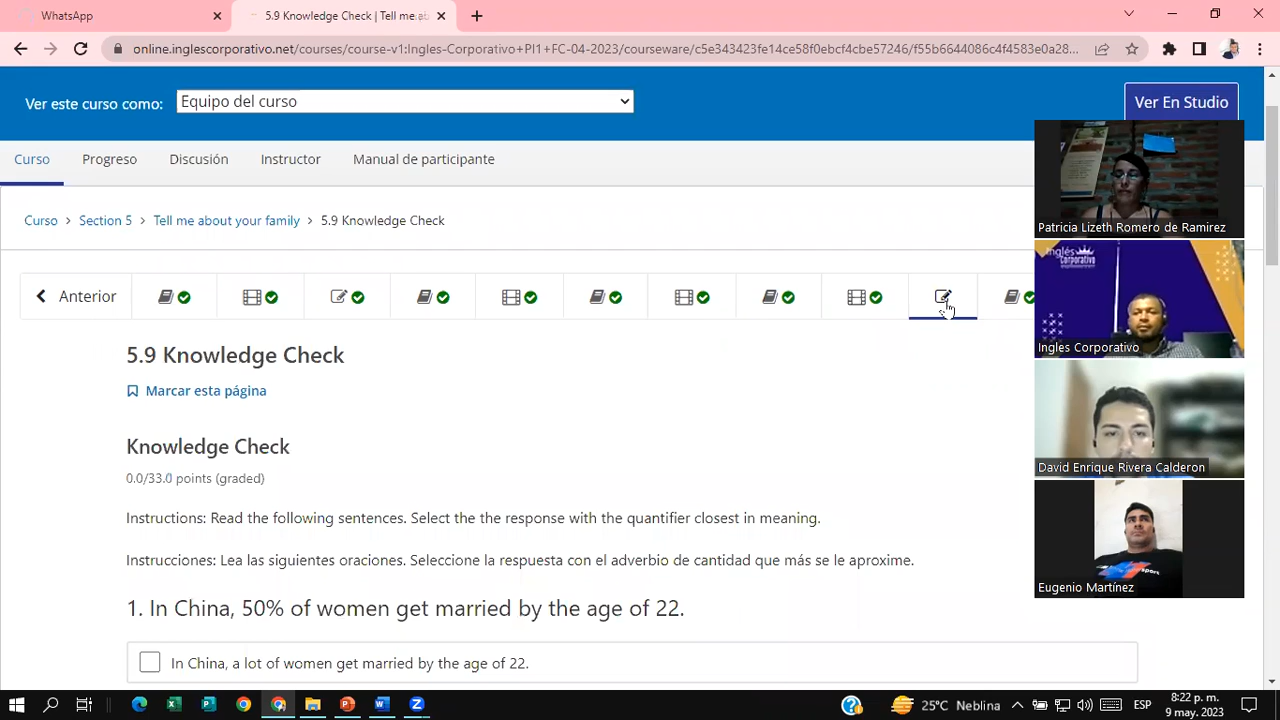 WhatsApp
5.9 Knowledge Check | Tell me ab
online.inglescorporativo.net/courses/course-v1:Ingles-Corporativo+PI1+FC-04-2023/courseware/c5e343423fe14ce58f0ebcf4cbe57246/f55b6644086c4f4583e0a28...
Ver este curso como:
Equipo del curso
Ver En Studio
Curso
Progreso
Discusión
Instructor
Manual de participante
Curso > Section 5 > Tell me about your family > 5.9 Knowledge Check
Anterior
5.9 Knowledge Check
Marcar esta página
Knowledge Check
0.0/33.0 points (graded)
Instructions: Read the following sentences. Select the the response with the quantifier closest in meaning.
Instrucciones: Lea las siguientes oraciones. Seleccione la respuesta con el adverbio de cantidad que más se le aproxime.
1. In China, 50% of women get married by the age of 22.
In China, a lot of women get married by the age of 22.
Patricia Lizeth Romero de Ramirez
Inglés
Corporativo
Ingles Corporativo
David Enrique Rivera Calderon
sport
Eugenio Martínez
25°C Neblina
ESP
8:22 p. m.
9 may. 2023